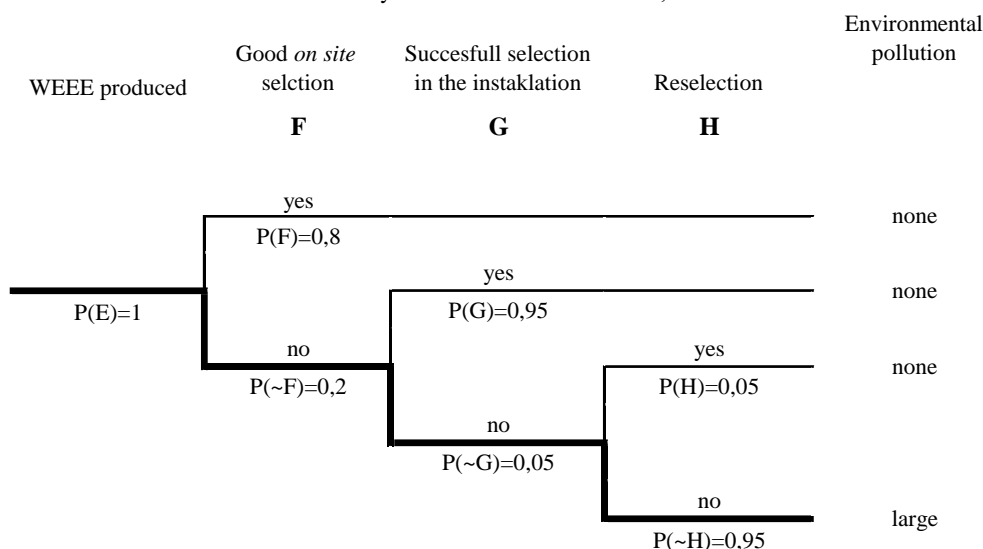 Environmental
pollution
Good on site
selction
Succesfull selection
in the instaklation
WEEE produced
Reselection
F
G
H
yes
none
P(F)=0,8
yes
none
P(E)=1
P(G)=0,95
no
yes
none
P(~F)=0,2
P(H)=0,05
no
P(~G)=0,05
no
large
P(~H)=0,95